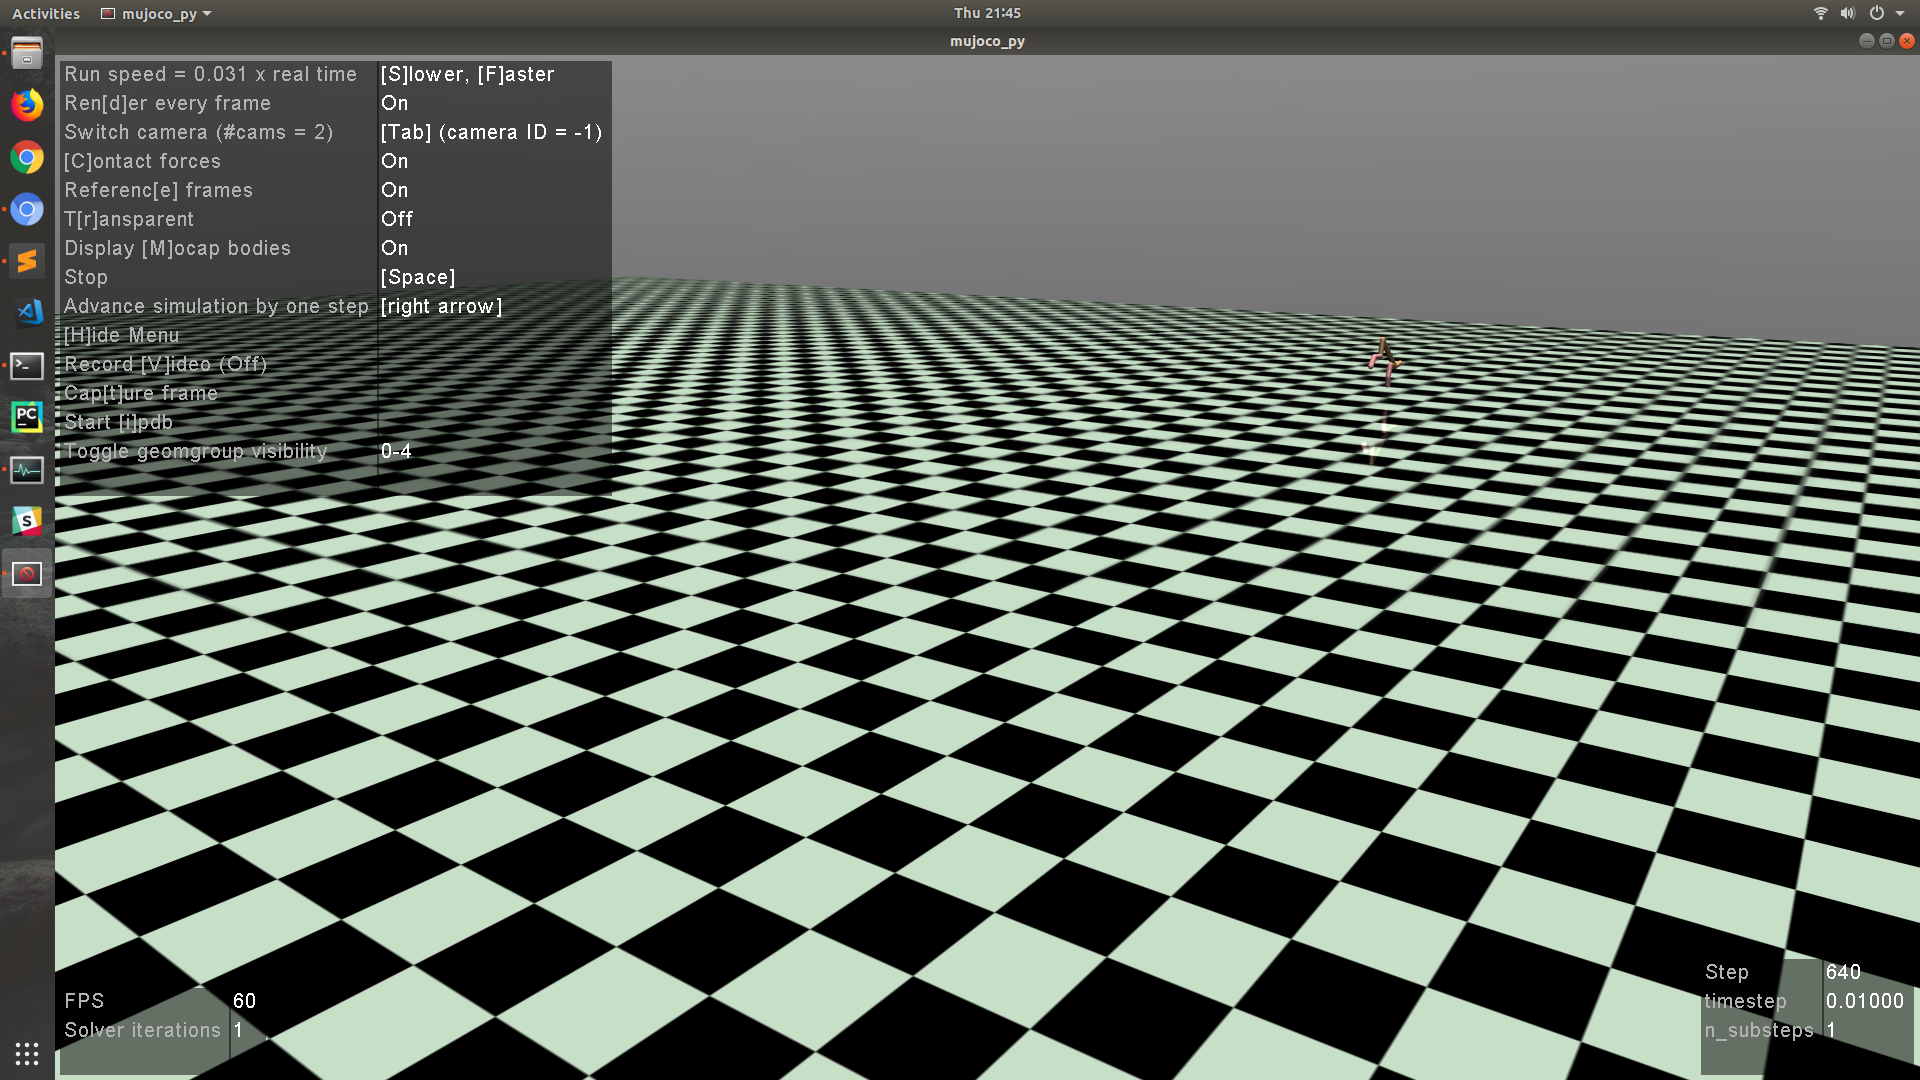 Activities mujoco_py Thu 21:45
mujoco_py
Run speed = 0.031 x real time [S]lower, [F]aster
Ren[d]er every frame On
Switch camera (#cams = 2) [Tab] (camera ID = -1)
[C]ontact forces On
Referenc[e] frames On
T[r]ansparent Off
Display [M]ocap bodies On
Stop [Space]
Advance simulation by one step [right arrow]
[H]ide Menu
Record [V]ideo (Off)
Cap[t]ure frame
Start [i]pdb
Toggle geomgroup visibility 0-4
PC
S
FPS 60
Solver iterations 1
Step 640
timestep 0.01000
n_substeps 1